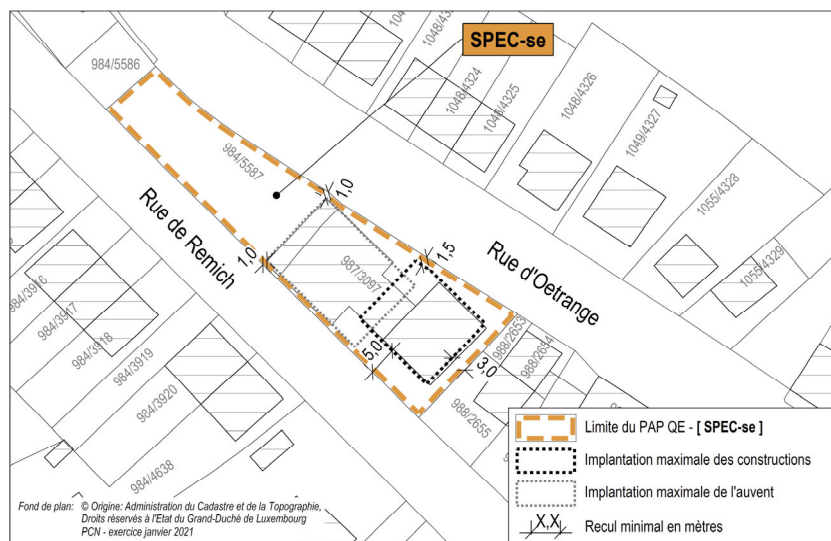 SPEC-se
984/5586
1048/4324
1048/4325
1048/4326
1049/4327
1055/4328
1055/4329
984/5587
1,0
Rue de Remich
Rue d'Oetrange
1,0
1,5
987/3097
984/3916
984/3917
984/3918
984/3919
984/3920
984/4638
5,0
3,0
988/2653
988/2654
988/2655
Limite du PAP QE - [ SPEC-se ]
Implantation maximale des constructions
Implantation maximale de l'auvent
X,X Recul minimal en mètres
Fond de plan: © Origine: Administration du Cadastre et de la Topographie,
Droits réservés à l'Etat du Grand-Duché de Luxembourg
PCN - exercice janvier 2021